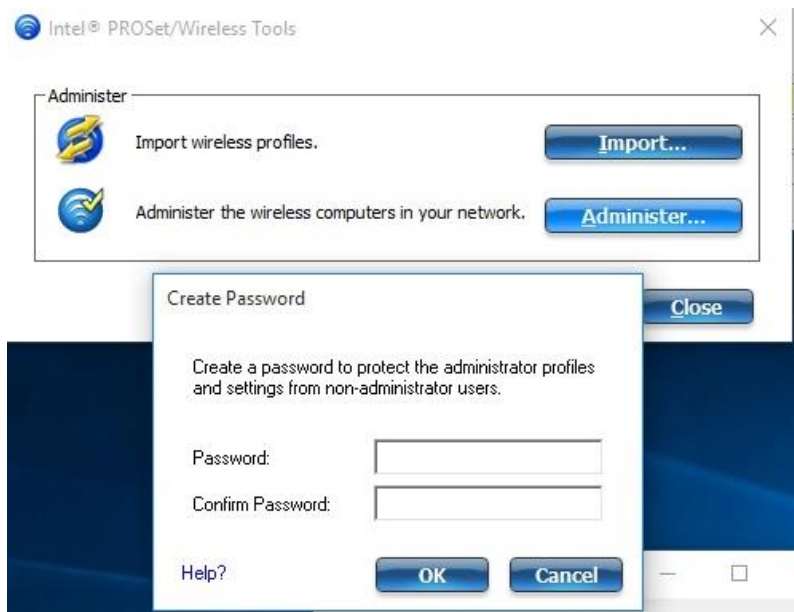 Intel® PROSet/Wireless Tools
Administer
Import wireless profiles.
Import...
Administer the wireless computers in your network.
Administer...
Close
Create Password
Create a password to protect the administrator profiles
and settings from non-administrator users.
Password:
Confirm Password:
Help?
OK
Cancel